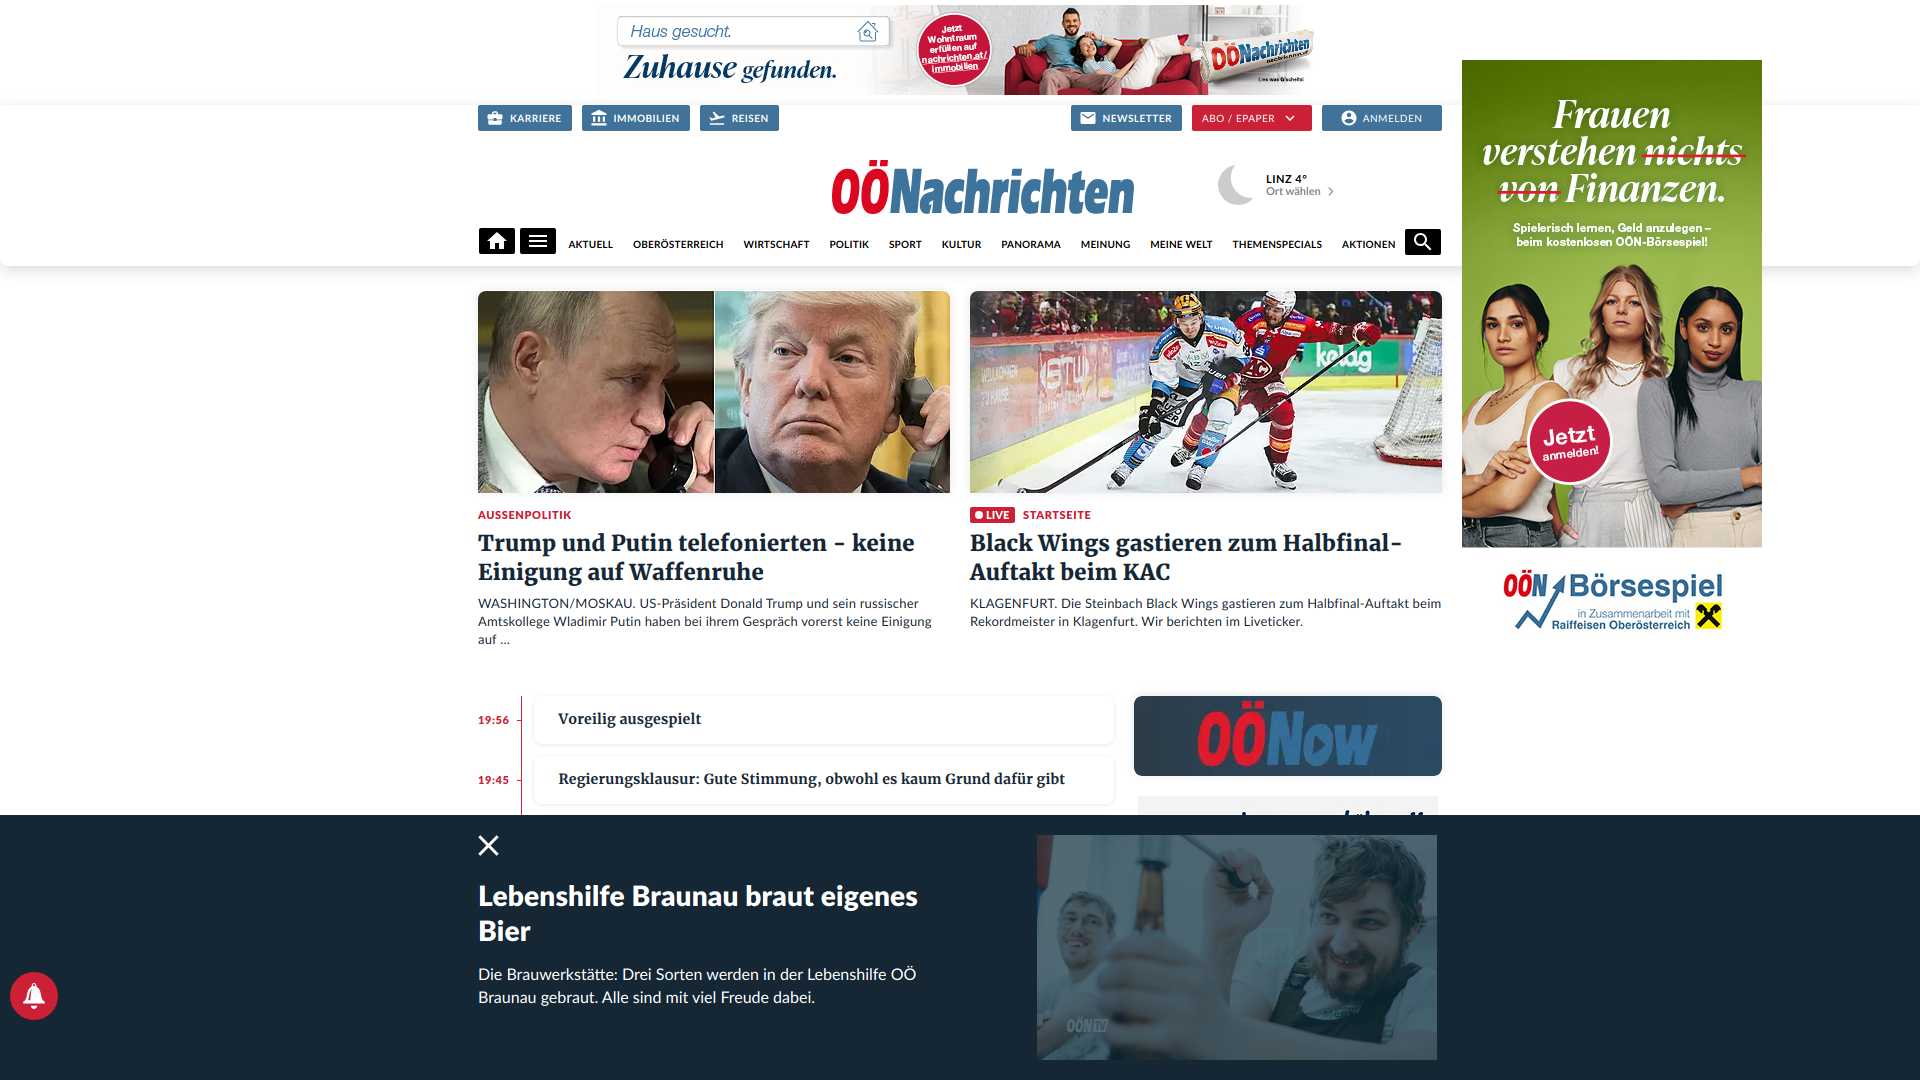 Haus gesucht.
Zuhause gefunden.
Jetzt
Wohntraum
erfüllen auf
nachrichten.at/
immobilien
OÖNachrichten
Lies was G'scheits!
KARRIERE
IMMOBILIEN
REISEN
NEWSLETTER
ABO / EPAPER
ANMELDEN
OÖNachrichten
LINZ 4°
Ort wählen
AKTUELL
OBERÖSTERREICH
WIRTSCHAFT
POLITIK
SPORT
KULTUR
PANORAMA
MEINUNG
MEINE WELT
THEMENSPECIALS
AKTIONEN
Frauen
verstehen nichts
von Finanzen.
Spielerisch lernen, Geld anzulegen –
beim kostenlosen OÖN-Börsespiel!
Jetzt
anmelden!
OÖN Börsespiel
in Zusammenarbeit mit
Raiffeisen Oberösterreich
kelag
AUSSENPOLITIK
Trump und Putin telefonierten - keine
Einigung auf Waffenruhe
WASHINGTON/MOSKAU. US-Präsident Donald Trump und sein russischer
Amtskollege Wladimir Putin haben bei ihrem Gespräch vorerst keine Einigung
auf ...
LIVE STARTSEITE
Black Wings gastieren zum Halbfinal-
Auftakt beim KAC
KLAGENFURT. Die Steinbach Black Wings gastieren zum Halbfinal-Auftakt beim
Rekordmeister in Klagenfurt. Wir berichten im Liveticker.
19:56
Voreilig ausgespielt
19:45
Regierungsklausur: Gute Stimmung, obwohl es kaum Grund dafür gibt
OÖNow
Lebenshilfe Braunau braut eigenes
Bier
Die Brauwerkstätte: Drei Sorten werden in der Lebenshilfe OÖ
Braunau gebraut. Alle sind mit viel Freude dabei.
OÖNTV